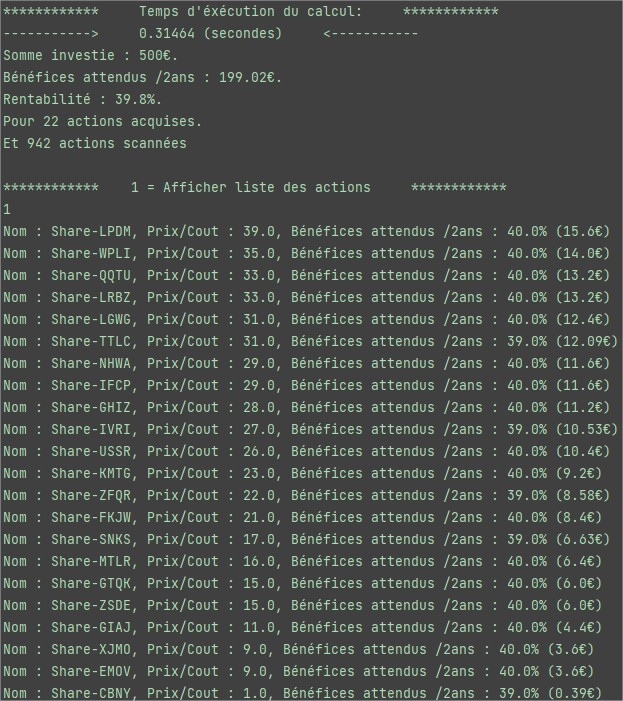 ************     Temps d'éxécution du calcul:     ************
----------->     0.31464 (secondes)     <-----------
Somme investie : 500€.
Bénéfices attendus /2ans : 199.02€.
Rentabilité : 39.8%.
Pour 22 actions acquises.
Et 942 actions scannées
************    1 = Afficher liste des actions     ************
1
Nom : Share-LPDM, Prix/Cout : 39.0, Bénéfices attendus /2ans : 40.0% (15.6€)
Nom : Share-WPLI, Prix/Cout : 35.0, Bénéfices attendus /2ans : 40.0% (14.0€)
Nom : Share-QQTU, Prix/Cout : 33.0, Bénéfices attendus /2ans : 40.0% (13.2€)
Nom : Share-LRBZ, Prix/Cout : 33.0, Bénéfices attendus /2ans : 40.0% (13.2€)
Nom : Share-LGWG, Prix/Cout : 31.0, Bénéfices attendus /2ans : 40.0% (12.4€)
Nom : Share-TTLC, Prix/Cout : 31.0, Bénéfices attendus /2ans : 39.0% (12.09€)
Nom : Share-NHWA, Prix/Cout : 29.0, Bénéfices attendus /2ans : 40.0% (11.6€)
Nom : Share-IFCP, Prix/Cout : 29.0, Bénéfices attendus /2ans : 40.0% (11.6€)
Nom : Share-GHIZ, Prix/Cout : 28.0, Bénéfices attendus /2ans : 40.0% (11.2€)
Nom : Share-IVRI, Prix/Cout : 27.0, Bénéfices attendus /2ans : 39.0% (10.53€)
Nom : Share-USSR, Prix/Cout : 26.0, Bénéfices attendus /2ans : 40.0% (10.4€)
Nom : Share-KMTG, Prix/Cout : 23.0, Bénéfices attendus /2ans : 40.0% (9.2€)
Nom : Share-ZFQR, Prix/Cout : 22.0, Bénéfices attendus /2ans : 39.0% (8.58€)
Nom : Share-FKJW, Prix/Cout : 21.0, Bénéfices attendus /2ans : 40.0% (8.4€)
Nom : Share-SNKS, Prix/Cout : 17.0, Bénéfices attendus /2ans : 39.0% (6.63€)
Nom : Share-MTLR, Prix/Cout : 16.0, Bénéfices attendus /2ans : 40.0% (6.4€)
Nom : Share-GTQK, Prix/Cout : 15.0, Bénéfices attendus /2ans : 40.0% (6.0€)
Nom : Share-ZSDE, Prix/Cout : 15.0, Bénéfices attendus /2ans : 40.0% (6.0€)
Nom : Share-GIAJ, Prix/Cout : 11.0, Bénéfices attendus /2ans : 40.0% (4.4€)
Nom : Share-XJMO, Prix/Cout : 9.0, Bénéfices attendus /2ans : 40.0% (3.6€)
Nom : Share-EMOV, Prix/Cout : 9.0, Bénéfices attendus /2ans : 40.0% (3.6€)
Nom : Share-CBNY, Prix/Cout : 1.0, Bénéfices attendus /2ans : 39.0% (0.39€)